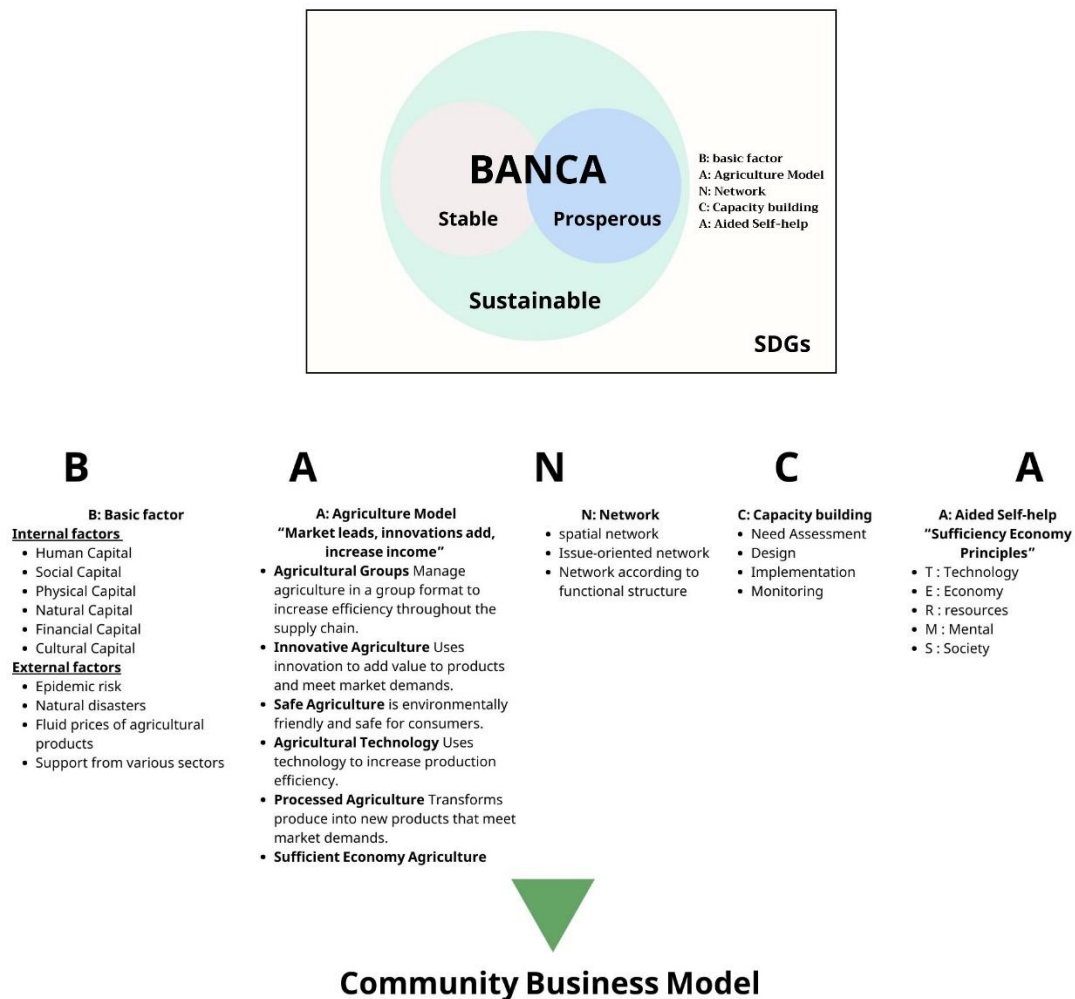 BANCA
Stable
Prosperous
Sustainable
SDGs
B: basic factor
A: Agriculture Model
N: Network
C: Capacity building
A: Aided Self-help
B
A
N
C
A
B: Basic factor
Internal factors
• Human Capital
• Social Capital
• Physical Capital
• Natural Capital
• Financial Capital
• Cultural Capital
External factors
• Epidemic risk
• Natural disasters
• Fluid prices of agricultural
products
• Support from various sectors
A: Agriculture Model
“Market leads, innovations add,
increase income”
• Agricultural Groups Manage
agriculture in a group format to
increase efficiency throughout the
supply chain.
• Innovative Agriculture Uses
innovation to add value to products
and meet market demands.
• Safe Agriculture is environmentally
friendly and safe for consumers.
• Agricultural Technology Uses
technology to increase production
efficiency.
• Processed Agriculture Transforms
produce into new products that meet
market demands.
• Sufficient Economy Agriculture
N: Network
• spatial network
• Issue-oriented network
• Network according to
functional structure
C: Capacity building
• Need Assessment
• Design
• Implementation
• Monitoring
A: Aided Self-help
“Sufficiency Economy
Principles”
• T : Technology
• E : Economy
• R : resources
• M : Mental
• S : Society
Community Business Model